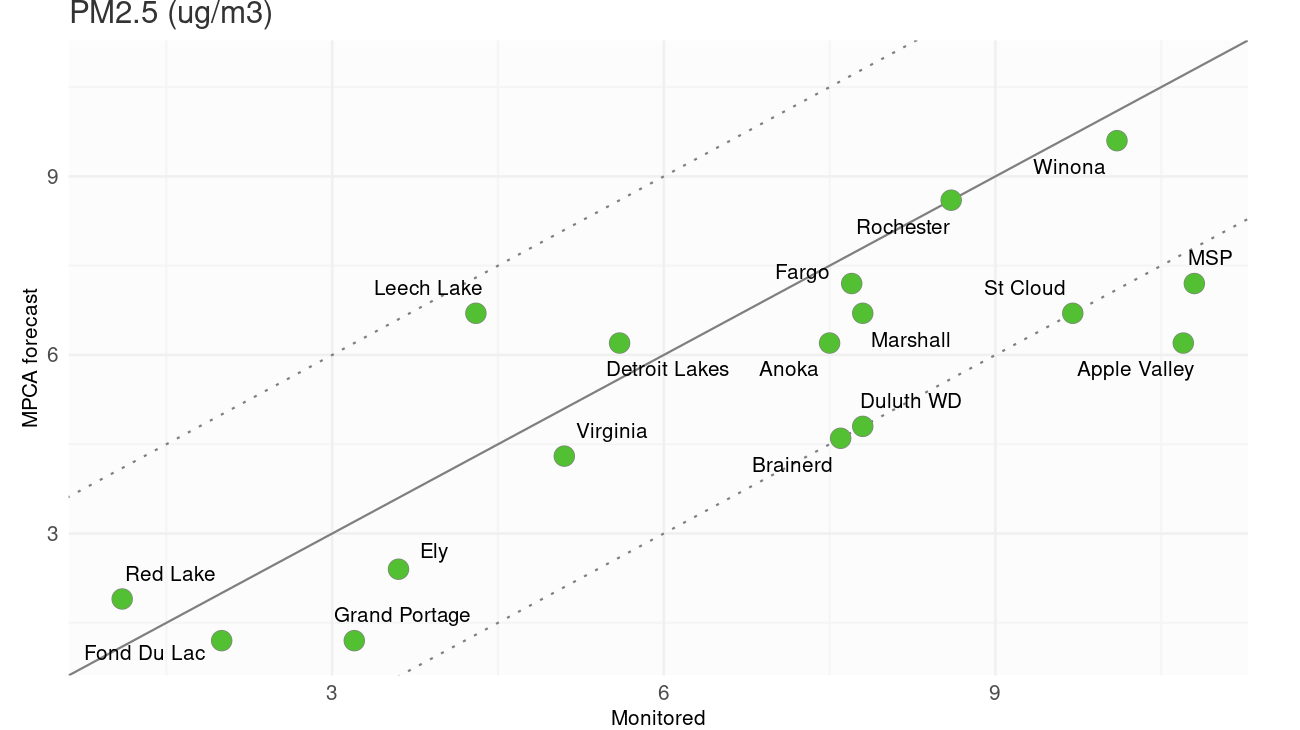 PM2.5 (ug/m3)
MPCA forecast
9
6
3
Winona
Rochester
MSP
Fargo
Leech Lake
St Cloud
Marshall
Detroit Lakes
Anoka
Apple Valley
Duluth WD
Virginia
Brainerd
Ely
Red Lake
Grand Portage
Fond Du Lac
3
6
9
Monitored